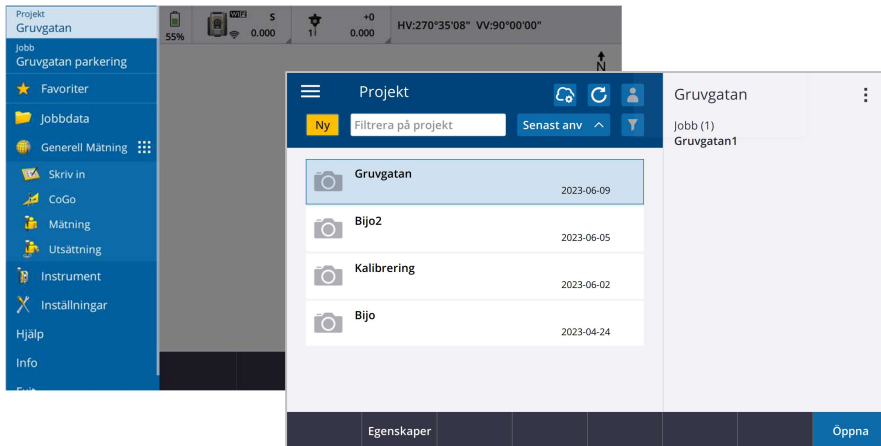 Projekt
Gruvgatan
Jobb
Gruvgatan parkering
Favoriter
Jobbdata
Generell Mätning
Skriv in
CoGo
Mätning
Utsättning
Instrument
Inställningar
Hjälp
Info
Exit
55%
WIFI
S
0.000
1
+0
0.000
HV:270°35'08" VV:90°00'00"
N
Projekt
Ny
Filtrera på projekt
Senast anv
Gruvgatan
2023-06-09
Bijo2
2023-06-05
Kalibrering
2023-06-02
Bijo
2023-04-24
Gruvgatan
Jobb (1)
Gruvgatan1
Egenskaper
Öppna